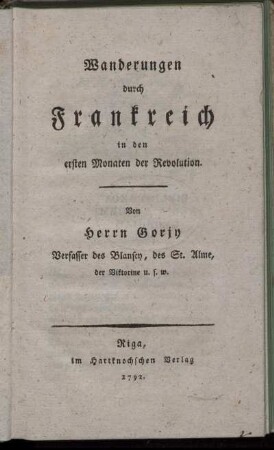 Wanderungen
durch
Frankreich
in den
ersten Monaten der Revolution.
Von
Herrn Gorjy
Verfasser des Blansey, des St. Alme,
der Viktorine u. s. w.
Riga,
im Hartknochschen Verlag
1792.